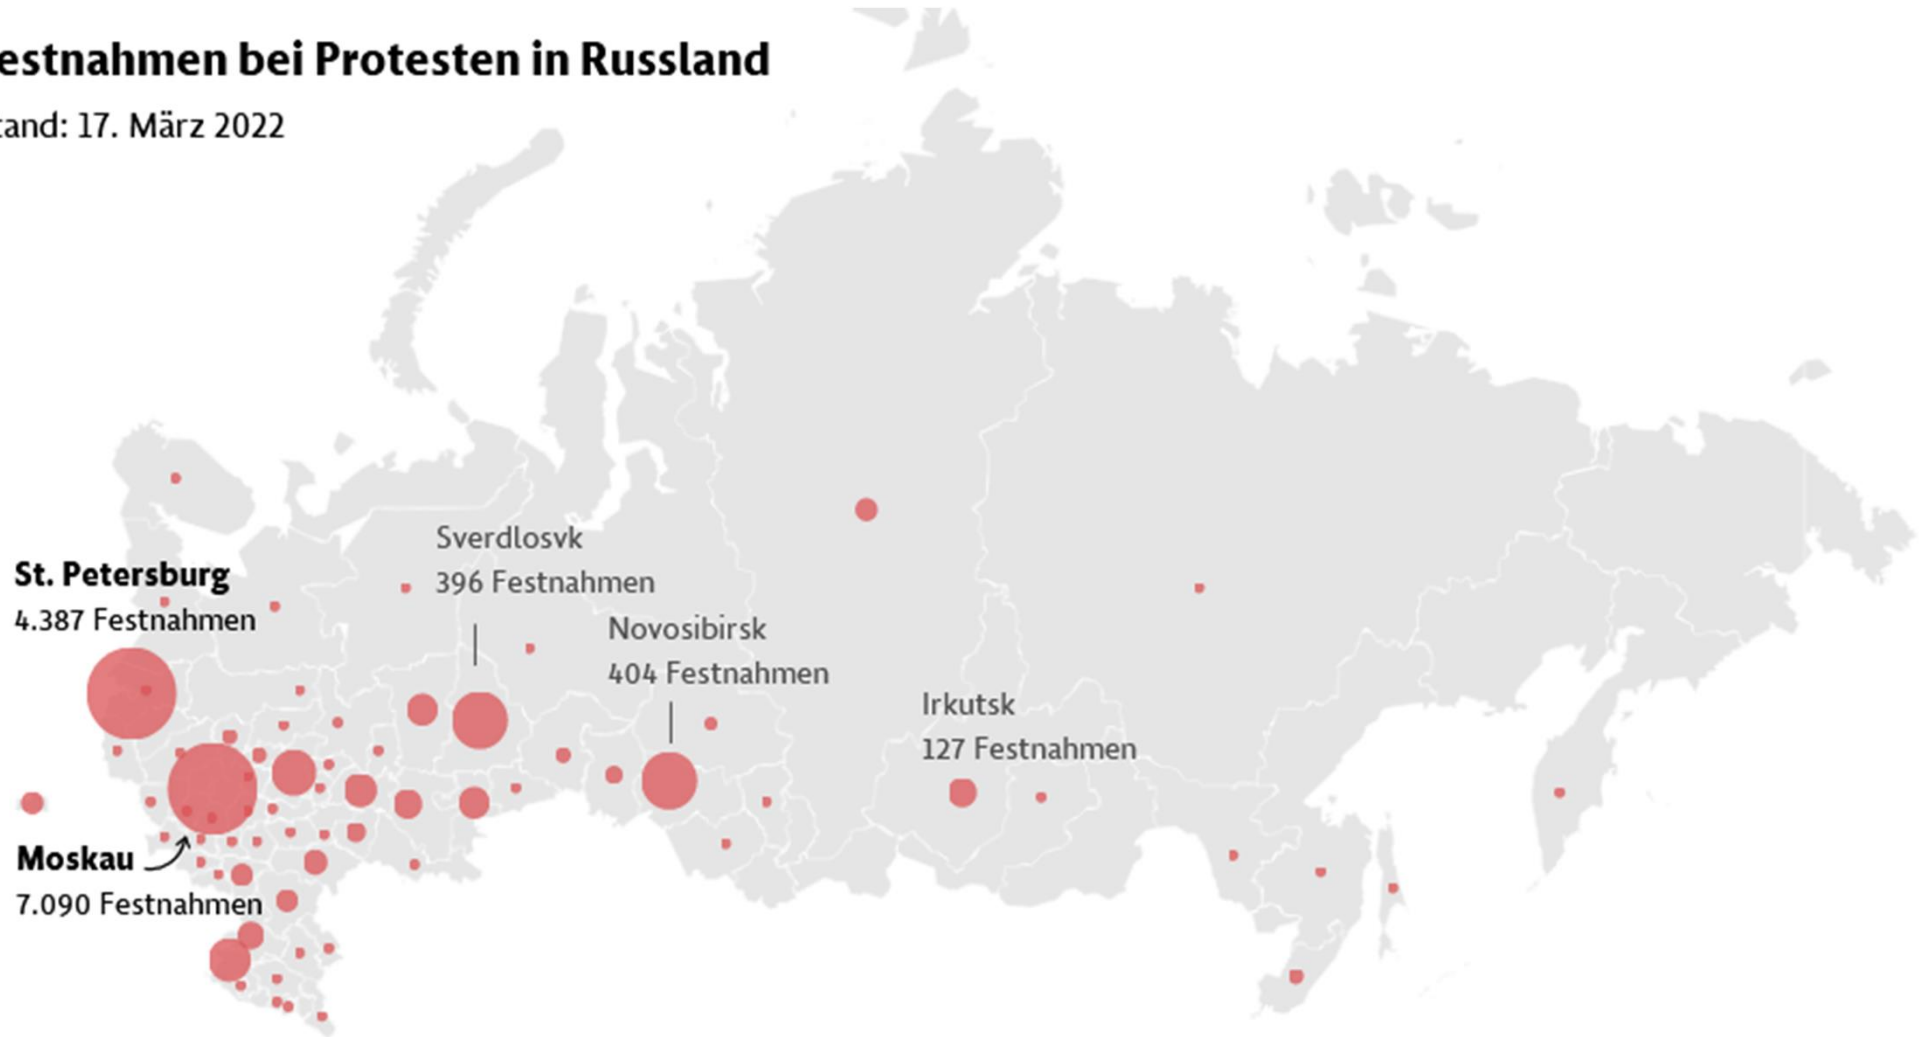 estnahmen bei Protesten in Russland
tand: 17. März 2022
Sverdlosvk
396 Festnahmen
St. Petersburg
4.387 Festnahmen
Novosibirsk
404 Festnahmen
Irkutsk
127 Festnahmen
Moskau
7.090 Festnahmen